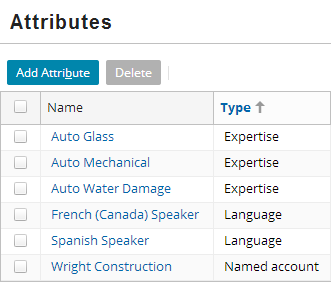 Attributes
Add Attribute Delete
Name Type ↑
Auto Glass Expertise
Auto Mechanical Expertise
Auto Water Damage Expertise
French (Canada) Speaker Language
Spanish Speaker Language
Wright Construction Named account